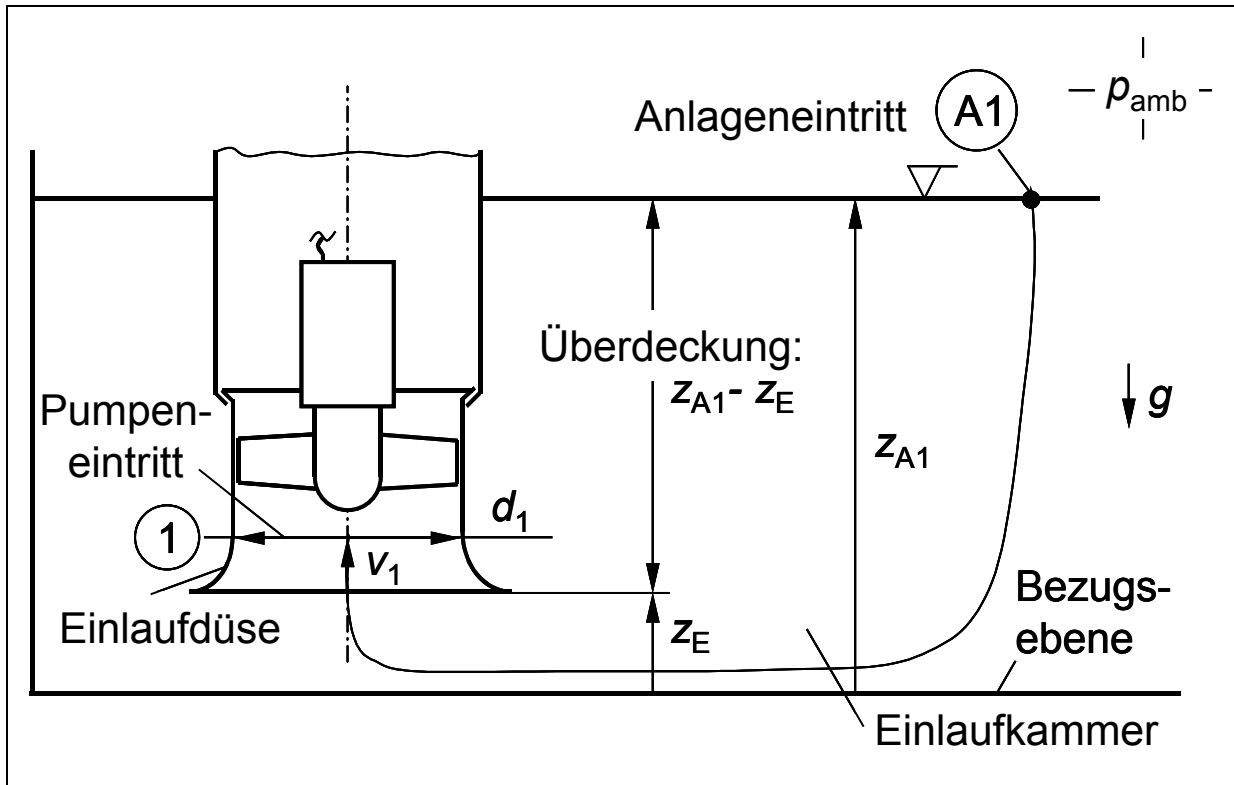 p_amb
Anlageneintritt
A1
Überdeckung:
z_A1 - z_E
Pumpen-
eintritt
z_A1
g
1
d_1
v_1
Einlaufdüse
z_E
Bezugs-
ebene
Einlaufkammer